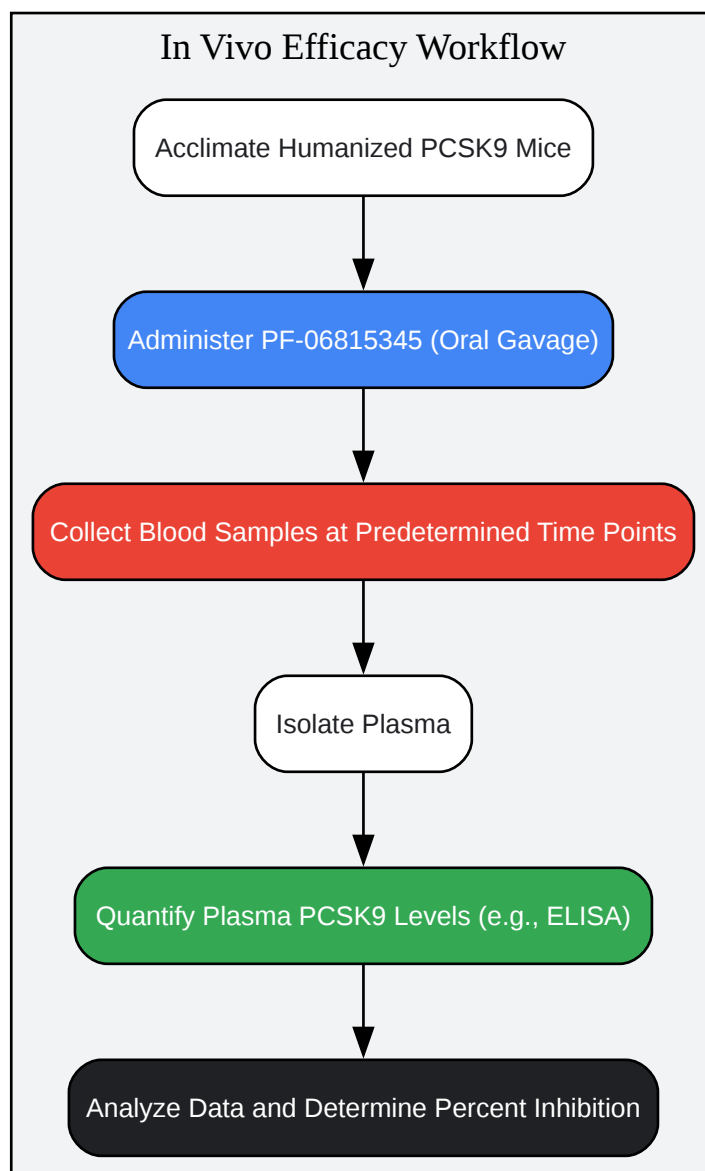 In Vivo Efficacy Workflow
Acclimate Humanized PCSK9 Mice
Administer PF-06815345 (Oral Gavage)
Collect Blood Samples at Predetermined Time Points
Isolate Plasma
Quantify Plasma PCSK9 Levels (e.g., ELISA)
Analyze Data and Determine Percent Inhibition